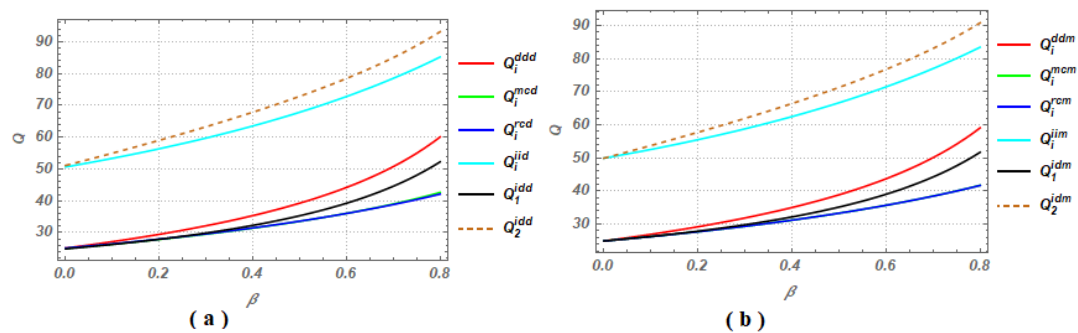 90
80
70
60
50
40
30
Q
0.0 0.2 0.4 0.6 0.8
β
Q_i^{ddd}
Q_i^{mcd}
Q_i^{rcd}
Q_i^{iid}
Q_1^{idd}
Q_2^{idd}
( a )
90
80
70
60
50
40
30
Q
0.0 0.2 0.4 0.6 0.8
β
Q_i^{ddm}
Q_i^{mcm}
Q_i^{rcm}
Q_i^{iim}
Q_1^{idm}
Q_2^{idm}
( b )